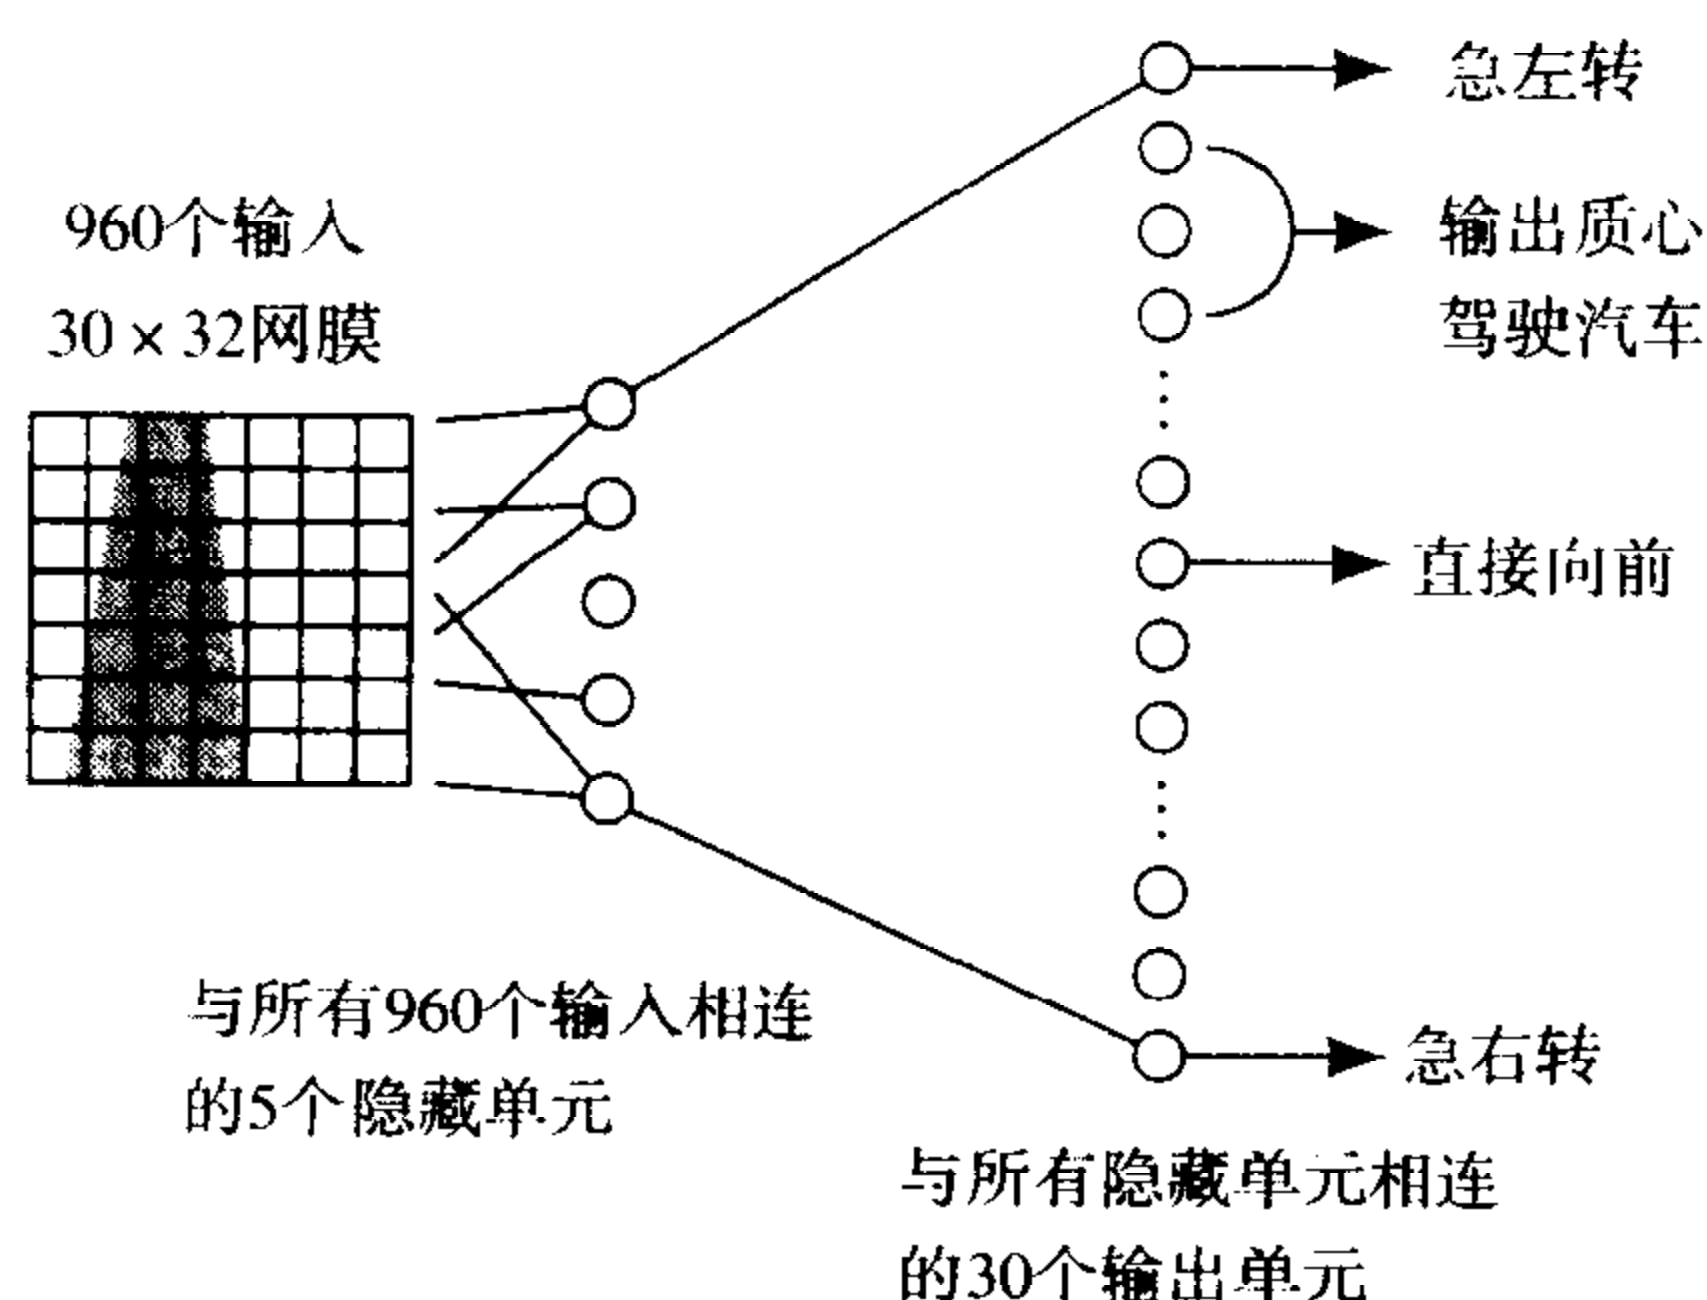 960个输入
30 × 32网膜
与所有960个输入相连
的5个隐藏单元
急左转
输出质心
驾驶汽车
直接向前
急右转
与所有隐藏单元相连
的30个输出单元